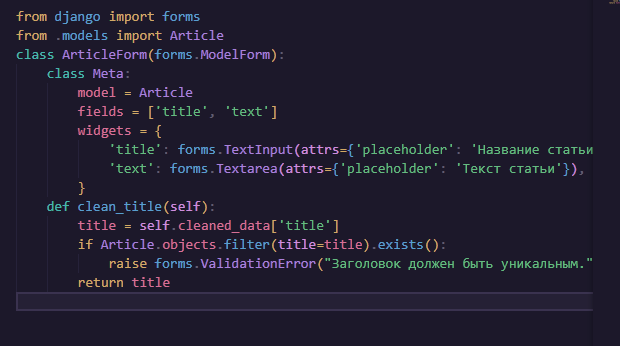 from django import forms
from .models import Article
class ArticleForm(forms.ModelForm):
    class Meta:
        model = Article
        fields = ['title', 'text']
        widgets = {
            'title': forms.TextInput(attrs={'placeholder': 'Название статьи
            'text': forms.Textarea(attrs={'placeholder': 'Текст статьи'}),
        }
    def clean_title(self):
        title = self.cleaned_data['title']
        if Article.objects.filter(title=title).exists():
            raise forms.ValidationError("Заголовок должен быть уникальным."
        return title